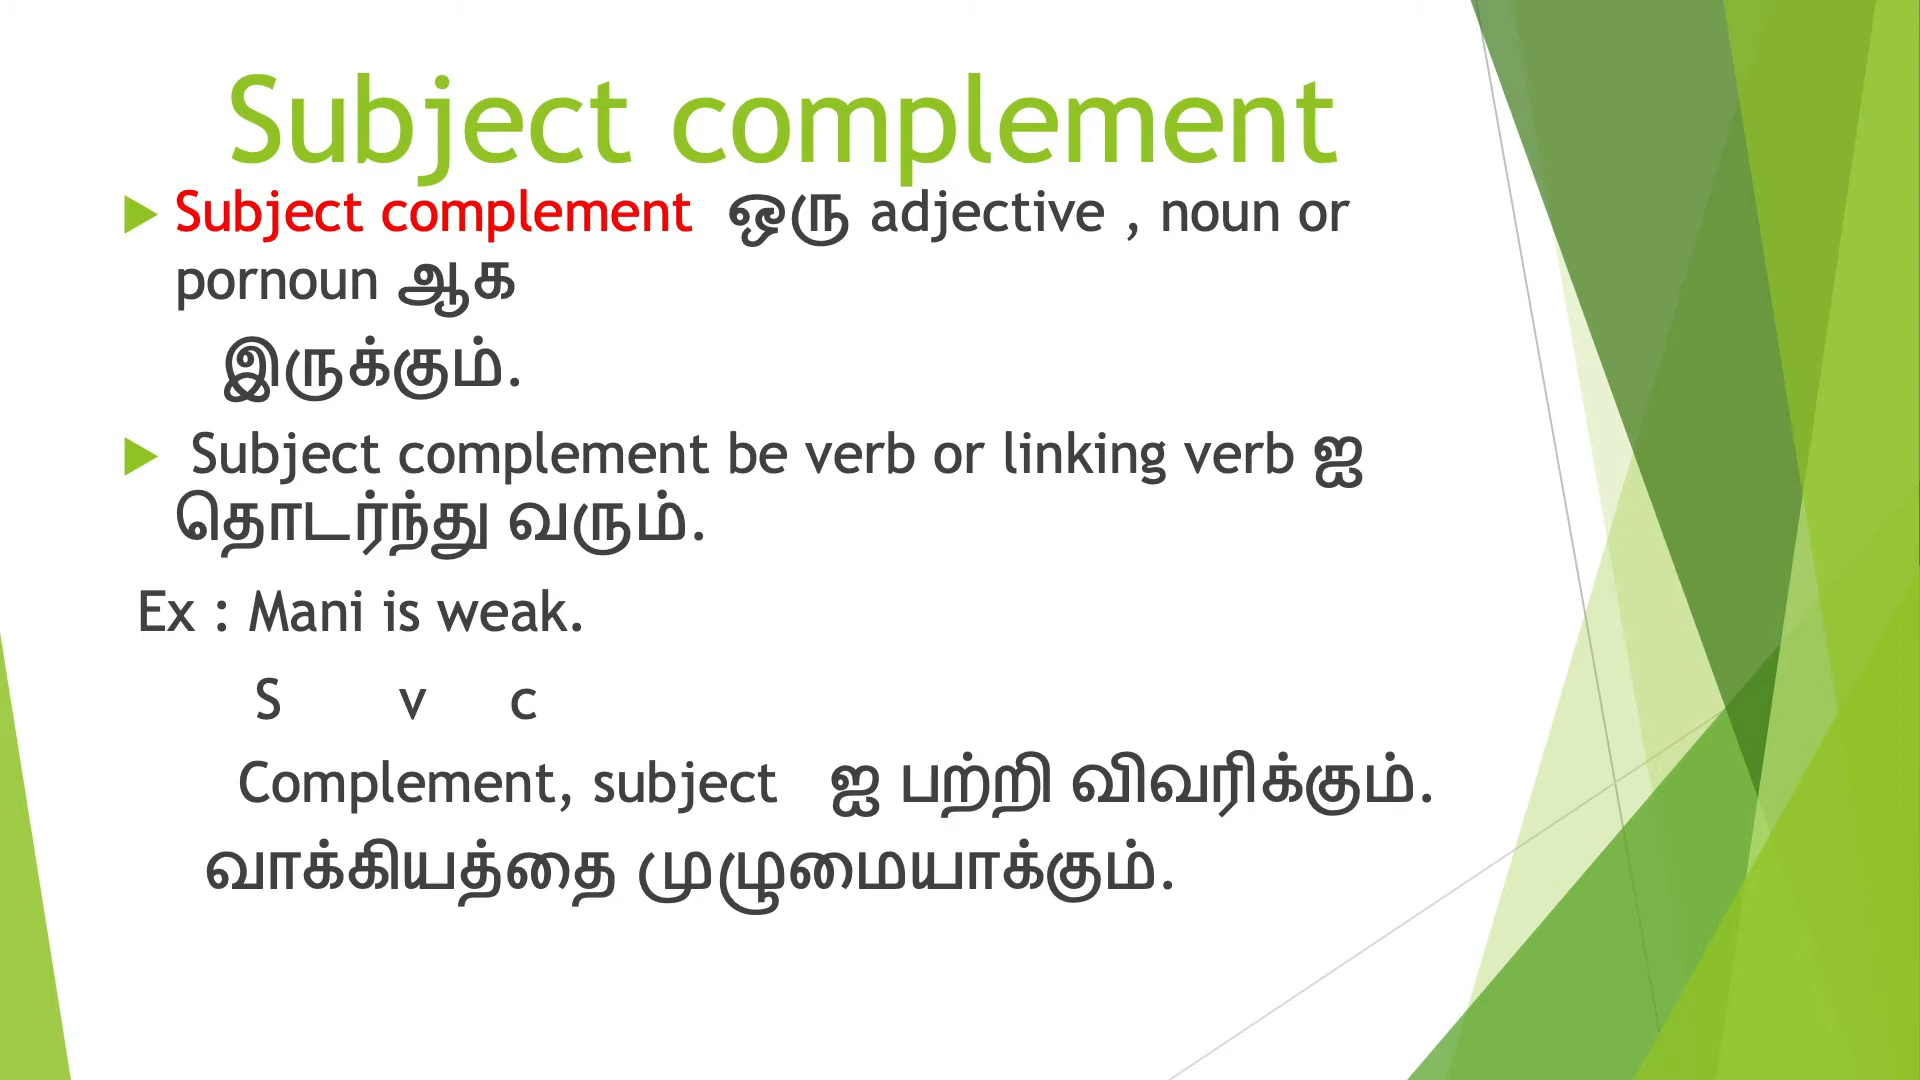 Subject complement
Subject complement ஒரு adjective , noun or
pornoun ஆக
இருக்கும்.
Subject complement be verb or linking verb ஐ
தொடர்ந்து வரும்.
Ex : Mani is weak.
S v c
Complement, subject ஐ பற்றி விவரிக்கும்.
வாக்கியத்தை முழுமையாக்கும்.